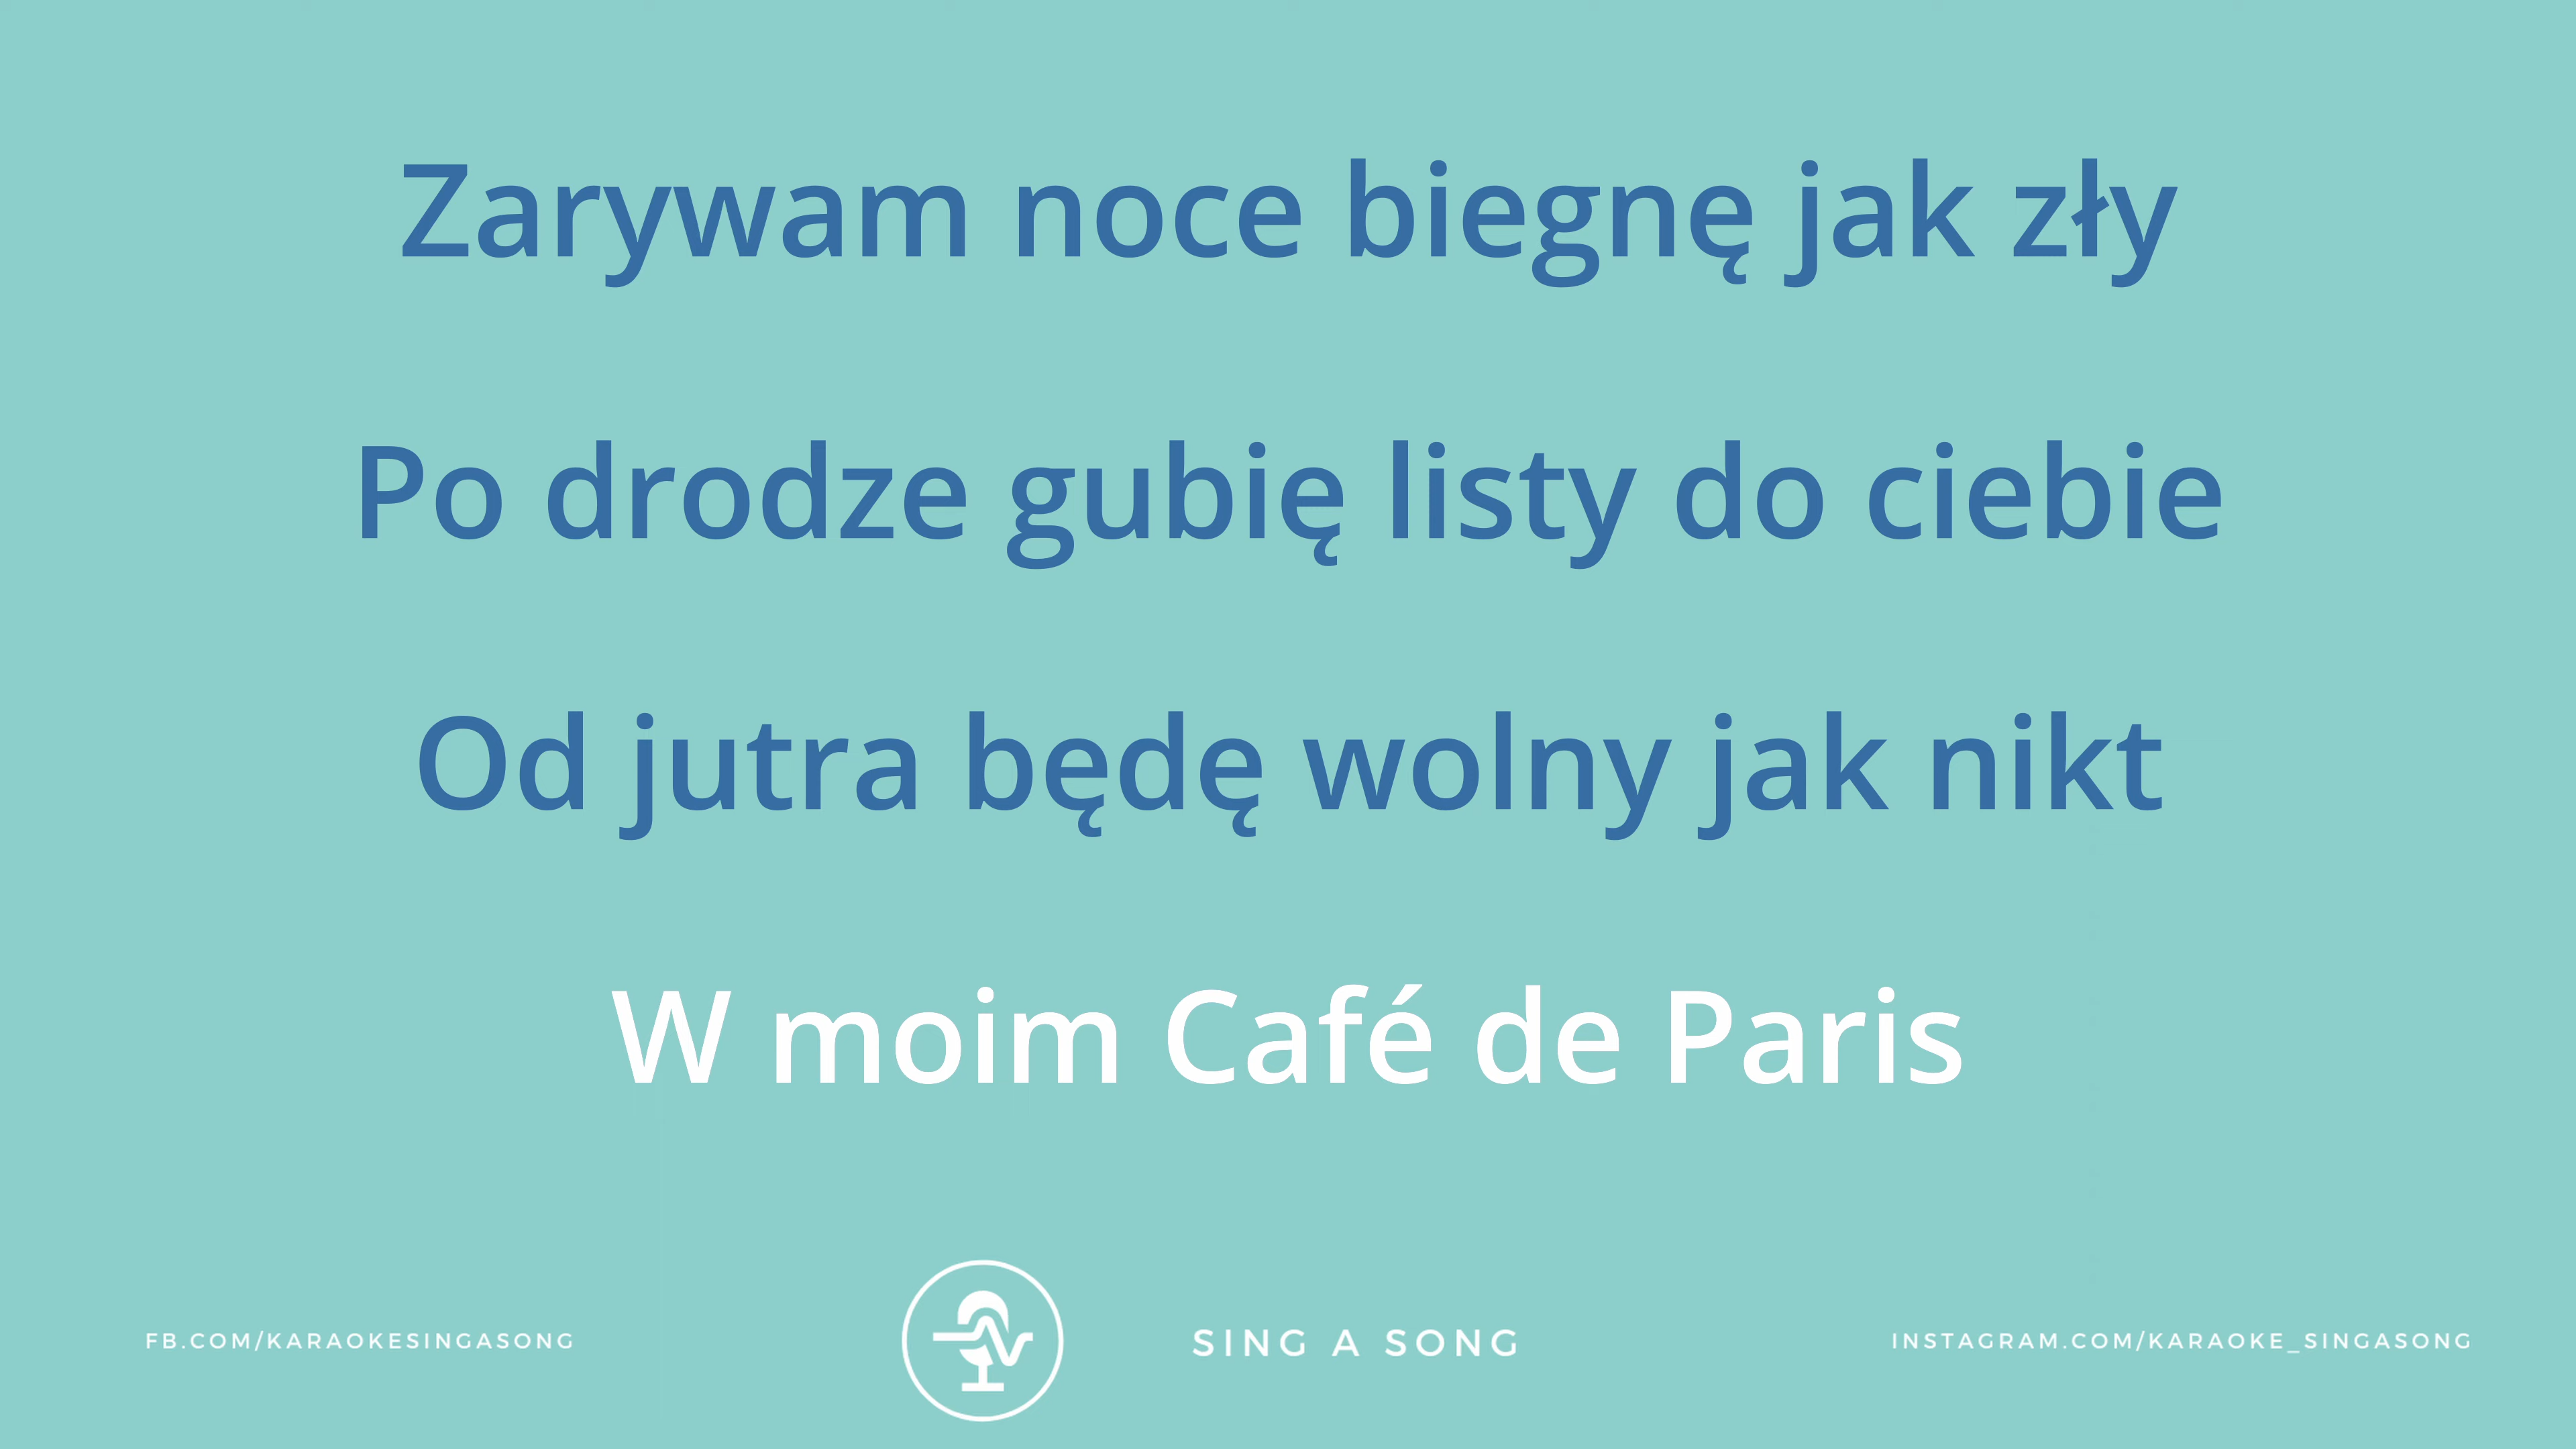 Zarywam noce biegnę jak zły
Po drodze gubię listy do ciebie
Od jutra będę wolny jak nikt
W moim Café de Paris
FB.COM/KARAOKESINGASONG
SING A SONG
INSTAGRAM.COM/KARAOKE_SINGASONG